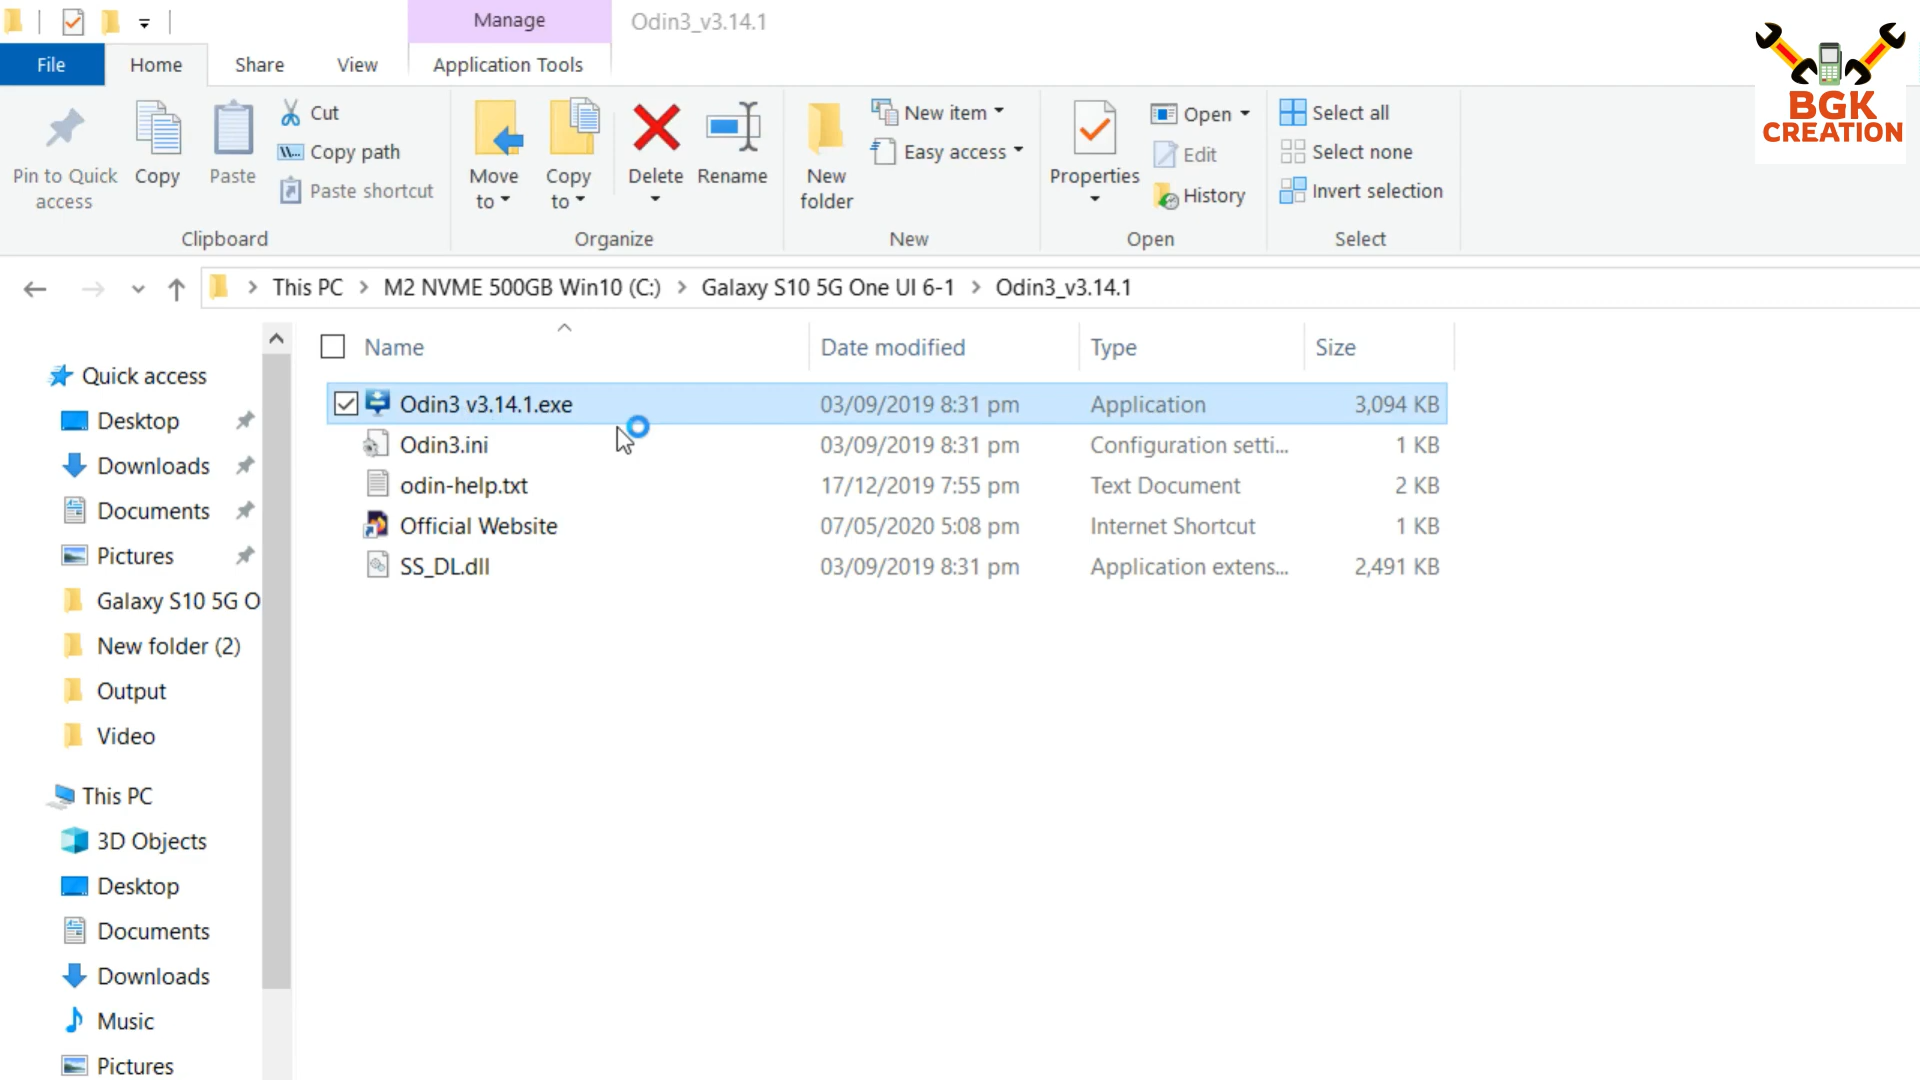 Manage
Odin3_v3.14.1
File
Home
Share
View
Application Tools
Pin to Quick access
Copy
Paste
Cut
Copy path
Paste shortcut
Clipboard
Move to
Copy to
Delete
Rename
Organize
New folder
New item
Easy access
New
Properties
Open
Edit
History
Open
Select all
Select none
Invert selection
Select
BGK
CREATION
This PC > M2 NVME 500GB Win10 (C:) > Galaxy S10 5G One UI 6-1 > Odin3_v3.14.1
Quick access
Desktop
Downloads
Documents
Pictures
Galaxy S10 5G O
New folder (2)
Output
Video
This PC
3D Objects
Desktop
Documents
Downloads
Music
Pictures
Name Date modified Type Size
Odin3 v3.14.1.exe 03/09/2019 8:31 pm Application 3,094 KB
Odin3.ini 03/09/2019 8:31 pm Configuration setti... 1 KB
odin-help.txt 17/12/2019 7:55 pm Text Document 2 KB
Official Website 07/05/2020 5:08 pm Internet Shortcut 1 KB
SS_DL.dll 03/09/2019 8:31 pm Application extens... 2,491 KB